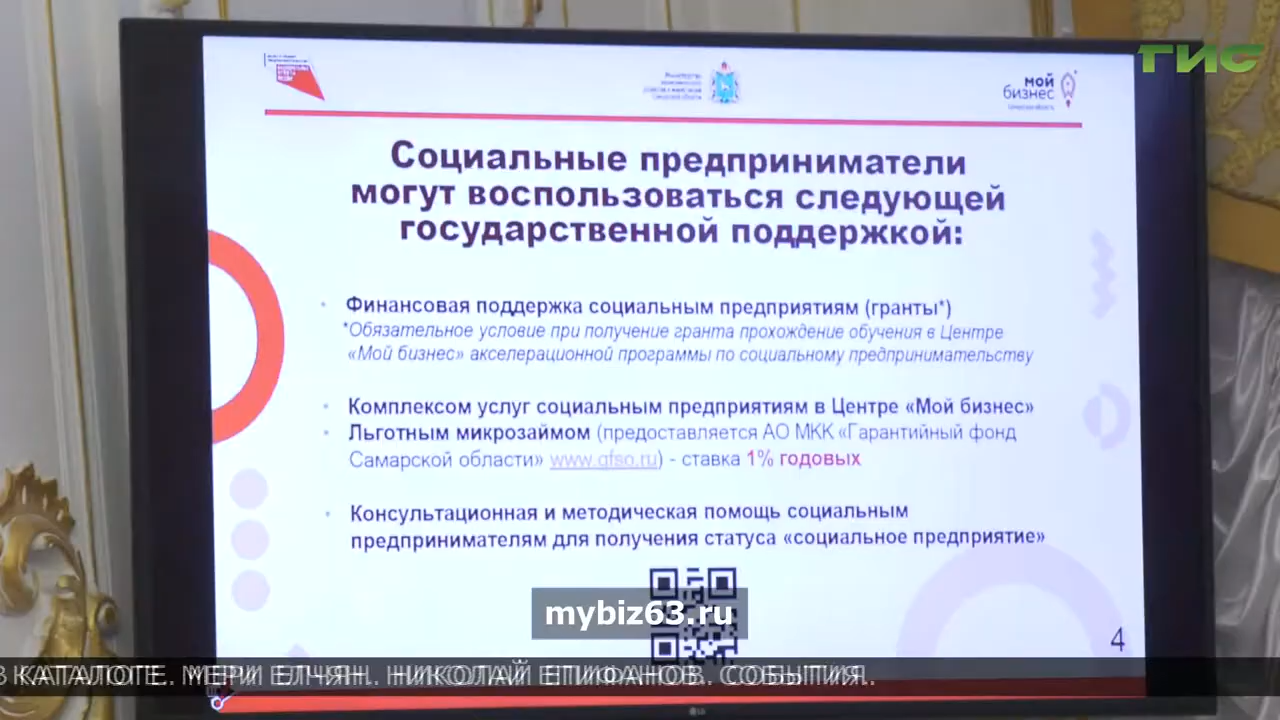 ТИС
мой
бизнес
Социальные предприниматели
могут воспользоваться следующей
государственной поддержкой:
• Финансовая поддержка социальным предприятиям (гранты*)
*Обязательное условие при получение гранта прохождение обучения в Центре
«Мой бизнес» акселерационной программы по социальному предпринимательству
• Комплексом услуг социальным предприятиям в Центре «Мой бизнес»
• Льготным микрозаймом (предоставляется АО МКК «Гарантийный фонд
Самарской области» www.gfso.ru) - ставка 1% годовых
• Консультационная и методическая помощь социальным
предпринимателям для получения статуса «социальное предприятие»
mybiz63.ru
4
В КАТАЛОГЕ. МЕРИ ЕЛЧЯН. НИКОЛАЙ ЕПИФАНОВ. СОБЫТИЯ.
LG